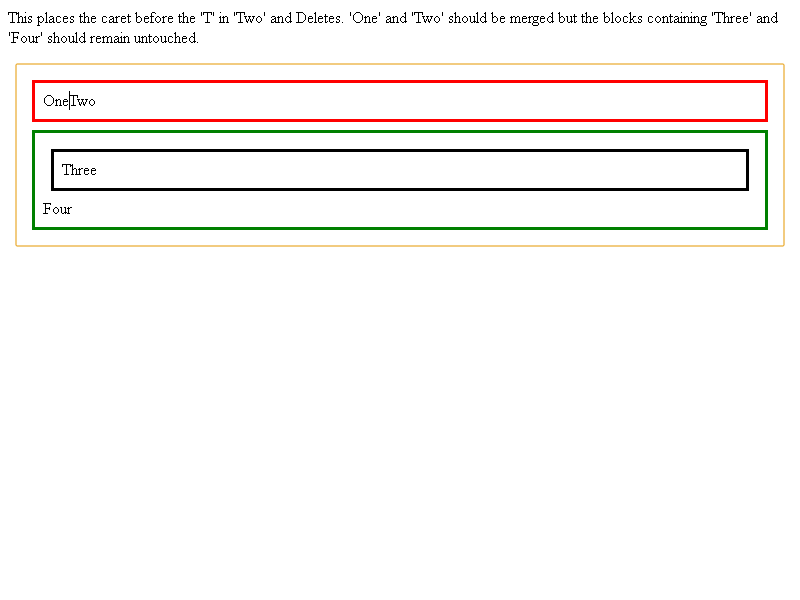 This places the caret before the 'T' in 'Two' and Deletes. 'One' and 'Two' should be merged but the blocks containing 'Three' and
'Four' should remain untouched.
OneTwo
Three
Four